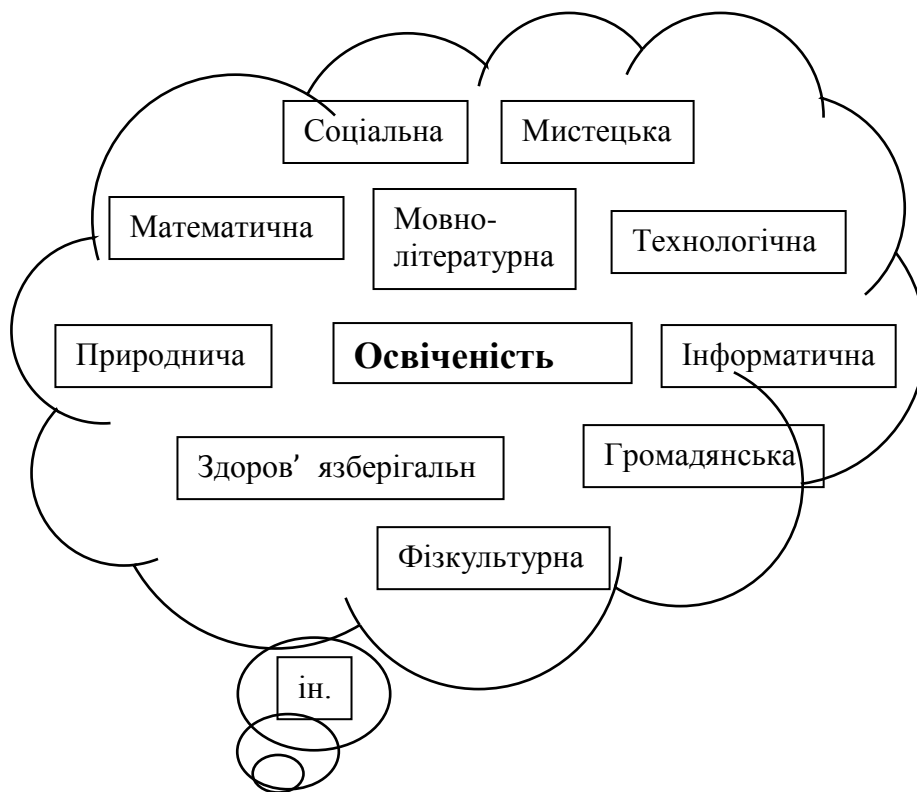 Соціальна
Мистецька
Математична
Мовно-
літературна
Технологічна
Природнича
Освіченість
Інформатична
Здоров’ язберігальн
Громадянська
Фізкультурна
ін.